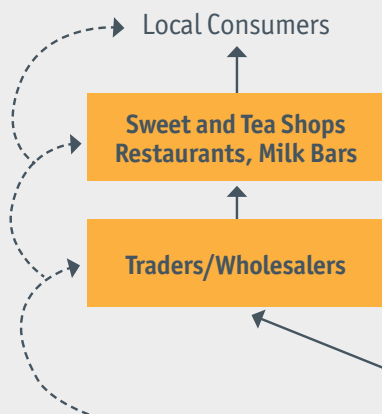 Local Consumers
Sweet and Tea Shops
Restaurants, Milk Bars
Traders/Wholesalers